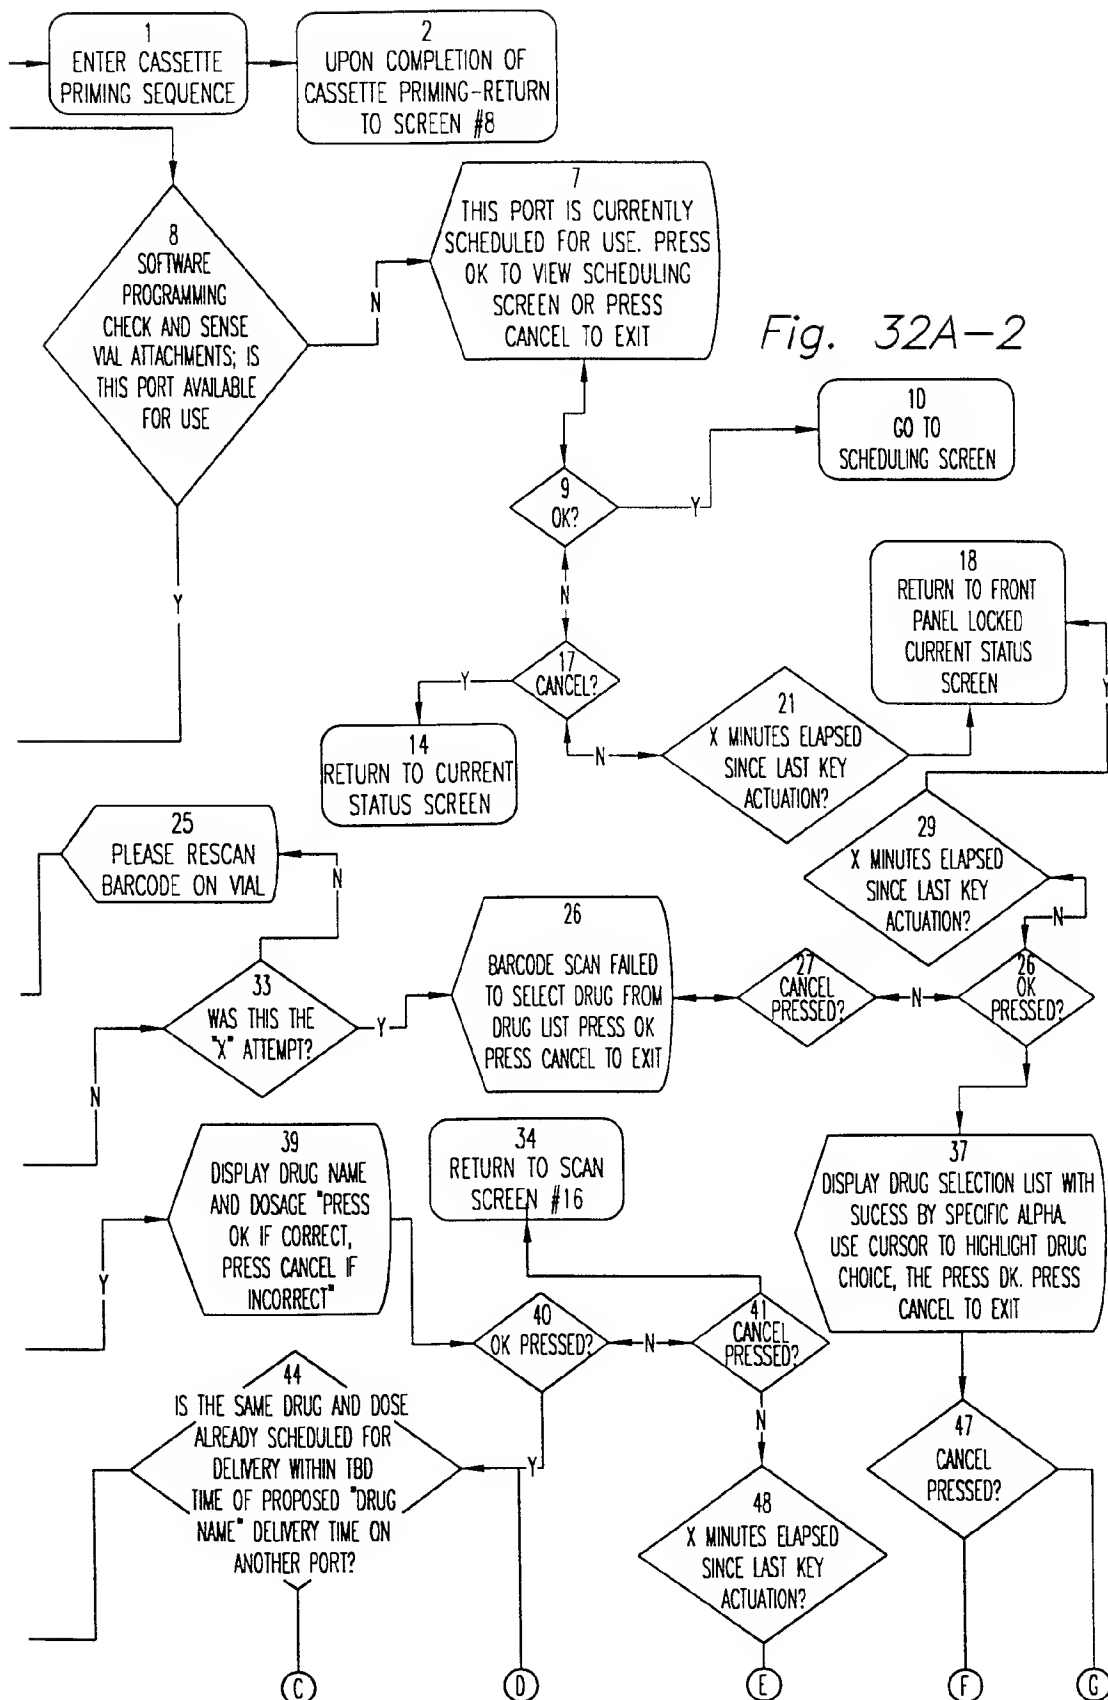 1
ENTER CASSETTE
PRIMING SEQUENCE
2
UPON COMPLETION OF
CASSETTE PRIMING-RETURN
TO SCREEN #8
8
SOFTWARE
PROGRAMMING
CHECK AND SENSE
VIAL ATTACHMENTS; IS
THIS PORT AVAILABLE
FOR USE
N
Y
7
THIS PORT IS CURRENTLY
SCHEDULED FOR USE. PRESS
OK TO VIEW SCHEDULING
SCREEN OR PRESS
CANCEL TO EXIT
Fig. 32A-2
10
GO TO
SCHEDULING SCREEN
9
OK?
Y
N
18
RETURN TO FRONT
PANEL LOCKED
CURRENT STATUS
SCREEN
Y
17
CANCEL?
Y
N
14
RETURN TO CURRENT
STATUS SCREEN
21
X MINUTES ELAPSED
SINCE LAST KEY
ACTUATION?
29
X MINUTES ELAPSED
SINCE LAST KEY
ACTUATION?
N
25
PLEASE RESCAN
BARCODE ON VIAL
N
33
WAS THIS THE
"X" ATTEMPT?
Y
N
26
BARCODE SCAN FAILED
TO SELECT DRUG FROM
DRUG LIST PRESS OK
PRESS CANCEL TO EXIT
27
CANCEL
PRESSED?
N
26
OK
PRESSED?
39
DISPLAY DRUG NAME
AND DOSAGE "PRESS
OK IF CORRECT,
PRESS CANCEL IF
INCORRECT"
Y
34
RETURN TO SCAN
SCREEN #16
37
DISPLAY DRUG SELECTION LIST WITH
SUCESS BY SPECIFIC ALPHA.
USE CURSOR TO HIGHLIGHT DRUG
CHOICE, THE PRESS DK. PRESS
CANCEL TO EXIT
40
OK PRESSED?
N
Y
41
CANCEL
PRESSED?
N
44
IS THE SAME DRUG AND DOSE
ALREADY SCHEDULED FOR
DELIVERY WITHIN TBD
TIME OF PROPOSED "DRUG
NAME" DELIVERY TIME ON
ANOTHER PORT?
47
CANCEL
PRESSED?
48
X MINUTES ELAPSED
SINCE LAST KEY
ACTUATION?
C
D
E
F
G